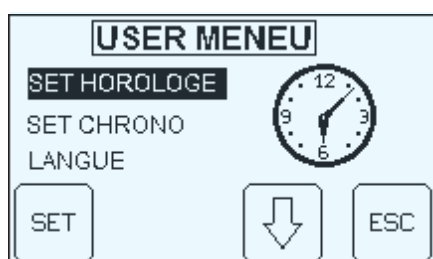 USER MENEU
SET HOROLOGE
SET CHRONO
LANGUE
12
9
3
6
SET
ESC